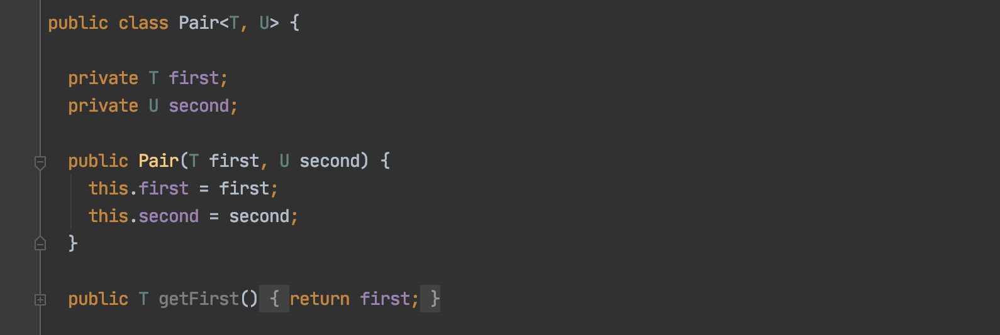 public class Pair<T, U> {
private T first;
private U second;
public Pair(T first, U second) {
this.first = first;
this.second = second;
}
public T getFirst() { return first; }